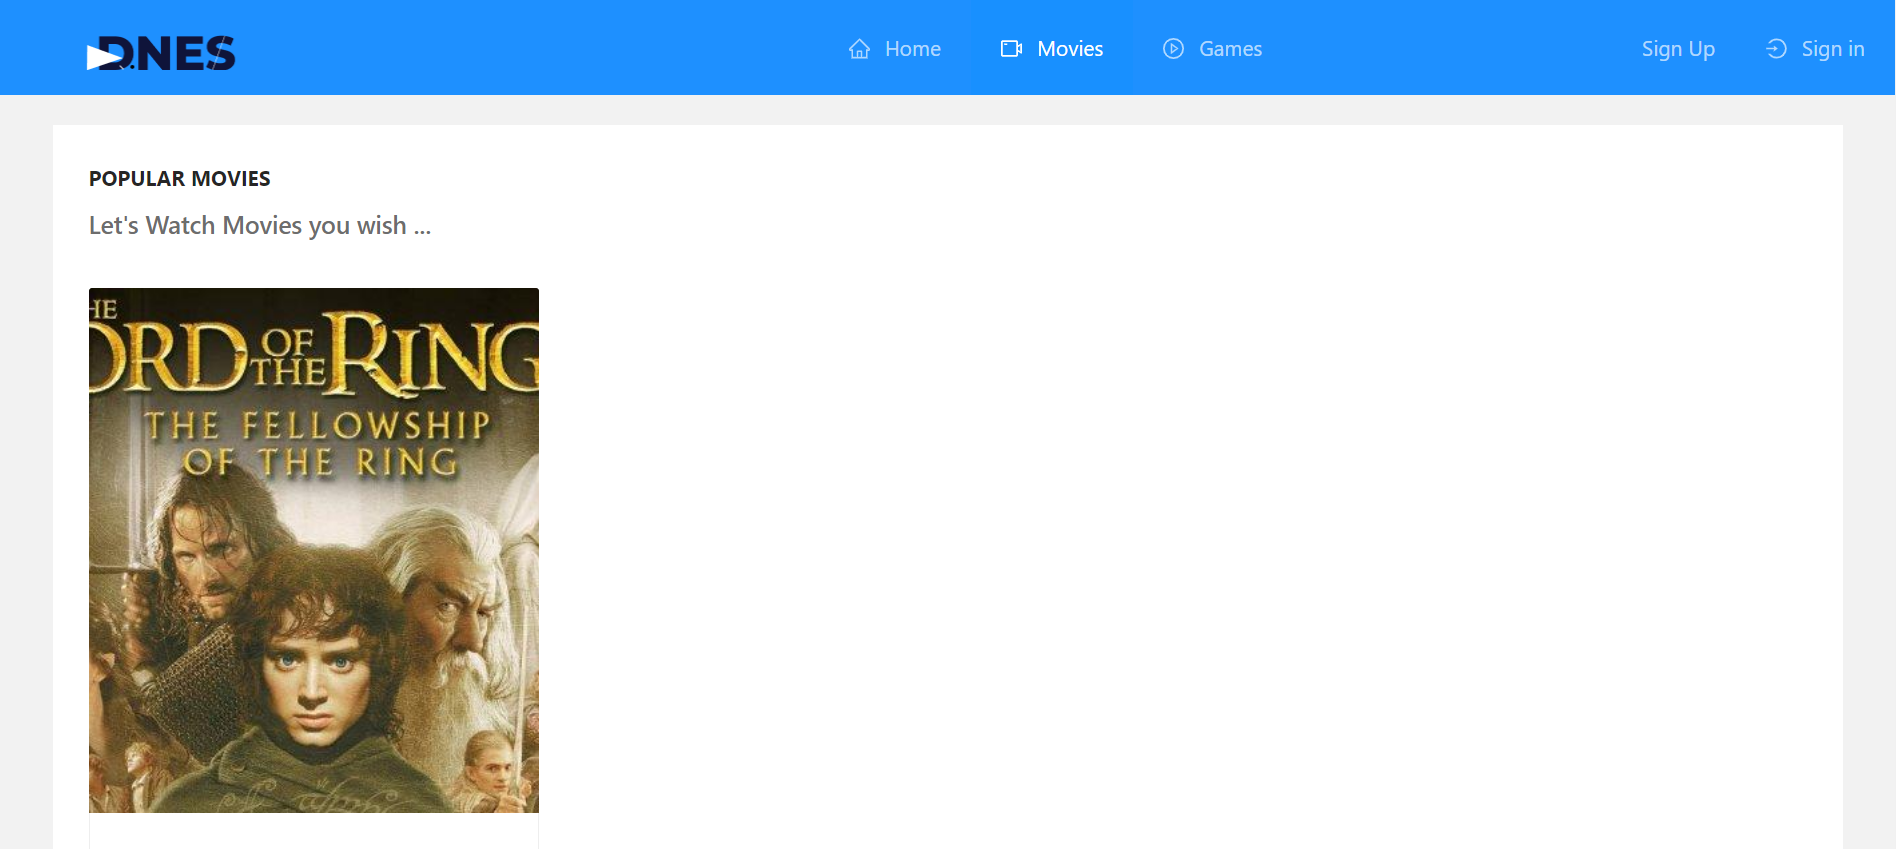 D.NES
Home
Movies
Games
Sign Up
Sign in
POPULAR MOVIES
Let's Watch Movies you wish ...
HE
ORD OF THE RING
THE FELLOWSHIP
OF THE RING